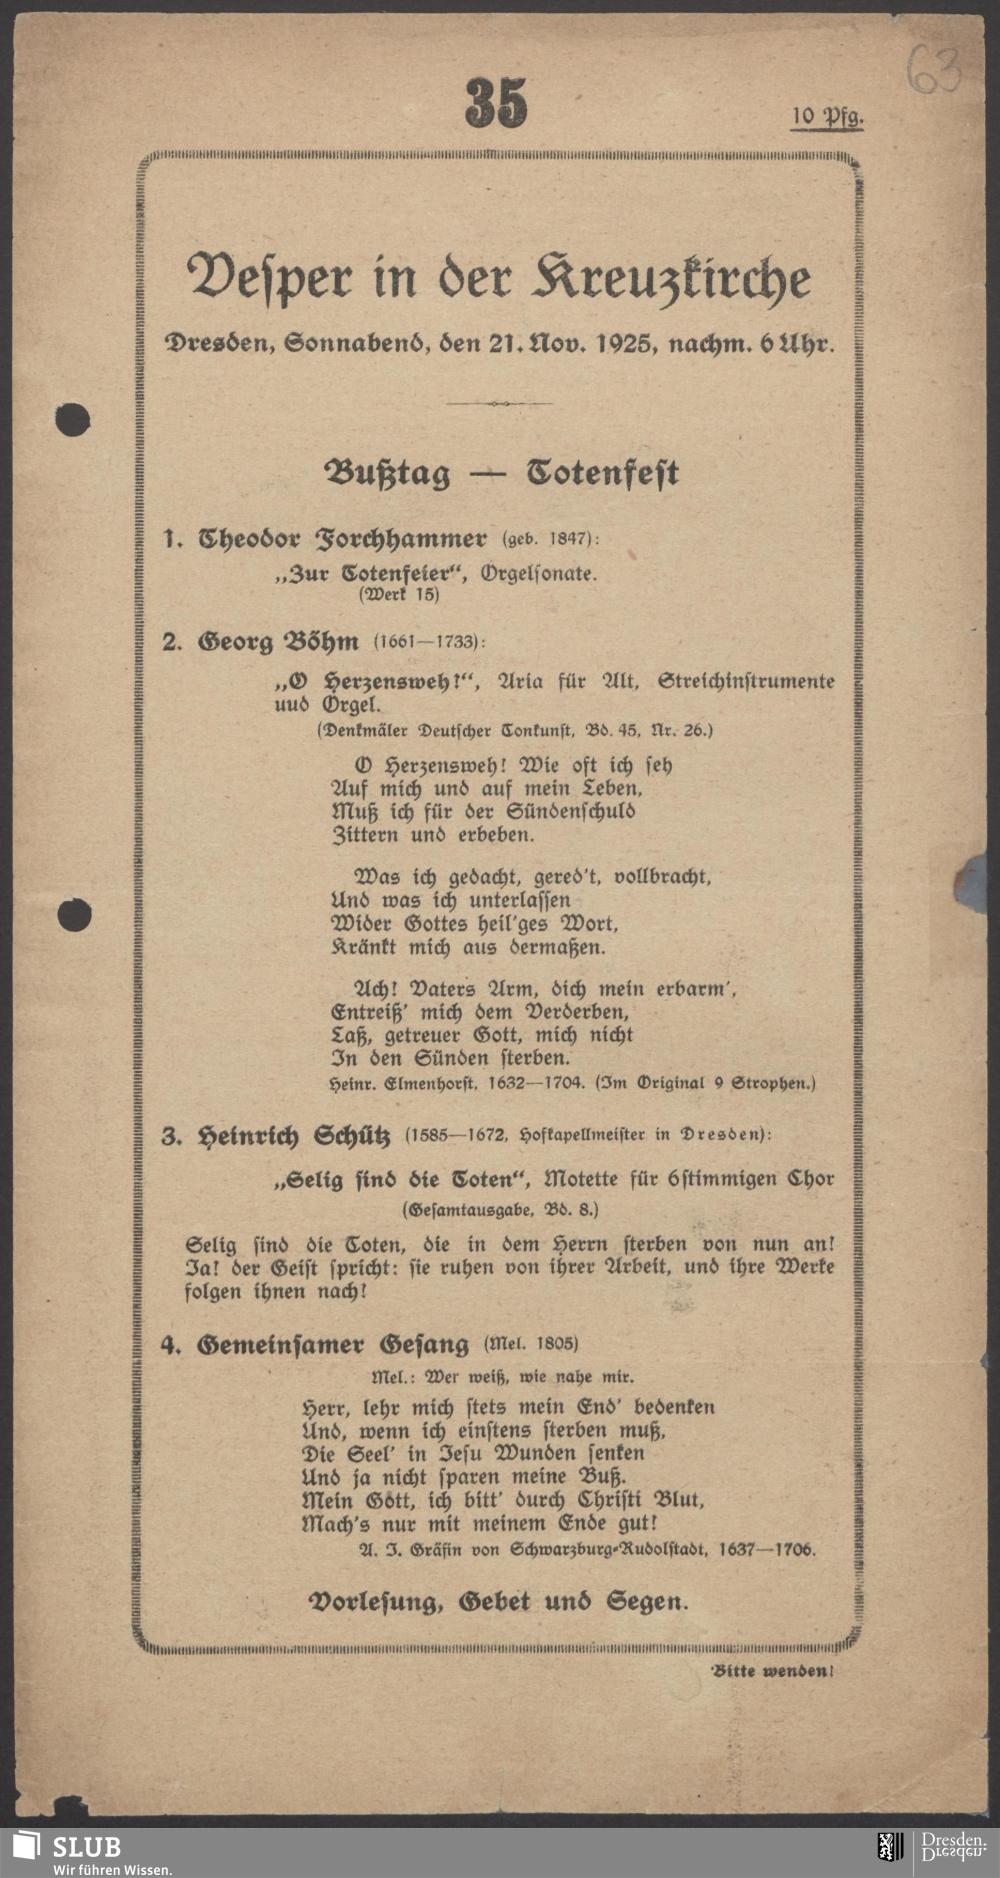 63
35
10 Pfg.
Vesper in der Kreuzkirche
Dresden, Sonnabend, den 21. Nov. 1925, nachm. 6 Uhr.
Bußtag — Totenfest
1. Theodor Forchhammer (geb. 1847):
„Zur Totenfeier“, Orgelsonate.
(Werk 15)
2. Georg Böhm (1661—1733):
„O Herzensweh!“, Aria für Alt, Streichinstrumente
uud Orgel.
(Denkmäler Deutscher Tonkunst, Bd. 45, Nr. 26.)
O Herzensweh! Wie oft ich seh
Auf mich und auf mein Leben,
Muß ich für der Sündenschuld
Zittern und erbeben.
Was ich gedacht, gered't, vollbracht,
Und was ich unterlassen
Wider Gottes heil'ges Wort,
Kränkt mich aus dermaßen.
Ach! Vaters Arm, dich mein erbarm',
Entreiß' mich dem Verderben,
Laß, getreuer Gott, mich nicht
In den Sünden sterben.
Heinr. Elmenhorst, 1632—1704. (Im Original 9 Strophen.)
3. Heinrich Schütz (1585—1672, Hofkapellmeister in Dresden):
„Selig sind die Toten“, Motette für 6stimmigen Chor
(Gesamtausgabe, Bd. 8.)
Selig sind die Toten, die in dem Herrn sterben von nun an!
Ja! der Geist spricht: sie ruhen von ihrer Arbeit, und ihre Werke
folgen ihnen nach!
4. Gemeinsamer Gesang (Mel. 1805)
Mel.: Wer weiß, wie nahe mir.
Herr, lehr mich stets mein End' bedenken
Und, wenn ich einstens sterben muß,
Die Seel' in Jesu Wunden senken
Und ja nicht sparen meine Buß.
Mein Gott, ich bitt' durch Christi Blut,
Mach's nur mit meinem Ende gut!
A. J. Gräfin von Schwarzburg-Rudolstadt, 1637—1706.
Vorlesung, Gebet und Segen.
Bitte wenden!
SLUB
Wir führen Wissen.
Dresden.
Dresden.